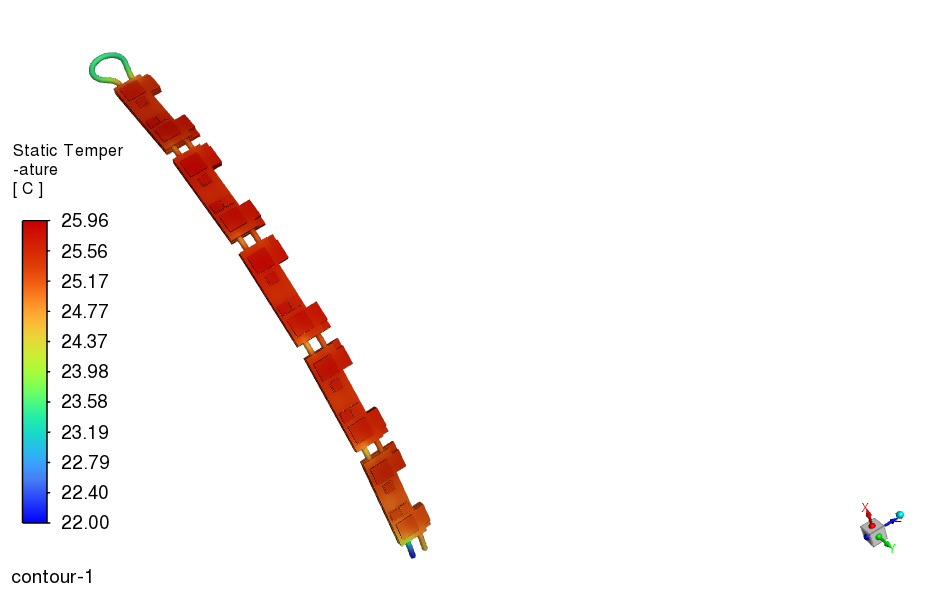 Static Temper
-ature
[ C ]
25.96
25.56
25.17
24.77
24.37
23.98
23.58
23.19
22.79
22.40
22.00
contour-1
X
Z
Y